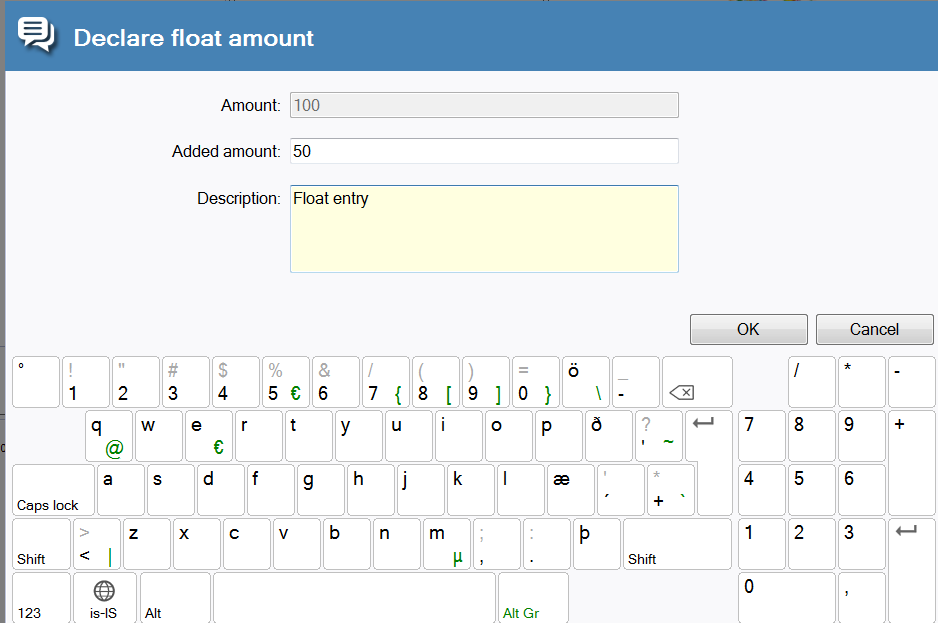 Declare float amount
Amount: 100
Added amount: 50
Description: Float entry
OK Cancel
° ! 1 " 2 # 3 $ 4 % 5 € & 6 / 7 { ( 8 [ ) 9 ] = 0 } ö \ _ - / * -
q @ w e € r t y u i o p ð ? ' ~ 7 8 9 +
Caps lock a s d f g h j k l æ ' ´ * + ` 4 5 6
Shift > < | z x c v b n m µ ; , : . þ Shift 1 2 3
123 is-IS Alt Alt Gr 0 ,